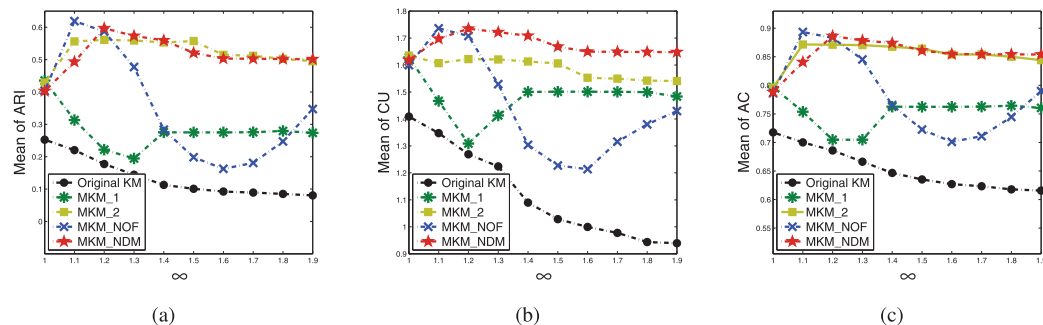 Mean of ARI
0.6
0.5
0.4
0.3
0.2
0.1
0
Original KM
MKM_1
MKM_2
MKM_NOF
MKM_NDM
1 1.1 1.2 1.3 1.4 1.5 1.6 1.7 1.8 1.9
∞
(a)
Mean of CU
1.8
1.7
1.6
1.5
1.4
1.3
1.2
1.1
1
0.9
Original KM
MKM_1
MKM_2
MKM_NOF
MKM_NDM
1 1.1 1.2 1.3 1.4 1.5 1.6 1.7 1.8 1.9
∞
(b)
Mean of AC
0.95
0.9
0.85
0.8
0.75
0.7
0.65
0.55
Original KM
MKM_1
MKM_2
MKM_NOF
MKM_NDM
1 1.1 1.2 1.3 1.4 1.5 1.6 1.7 1.8 1.9
∞
(c)